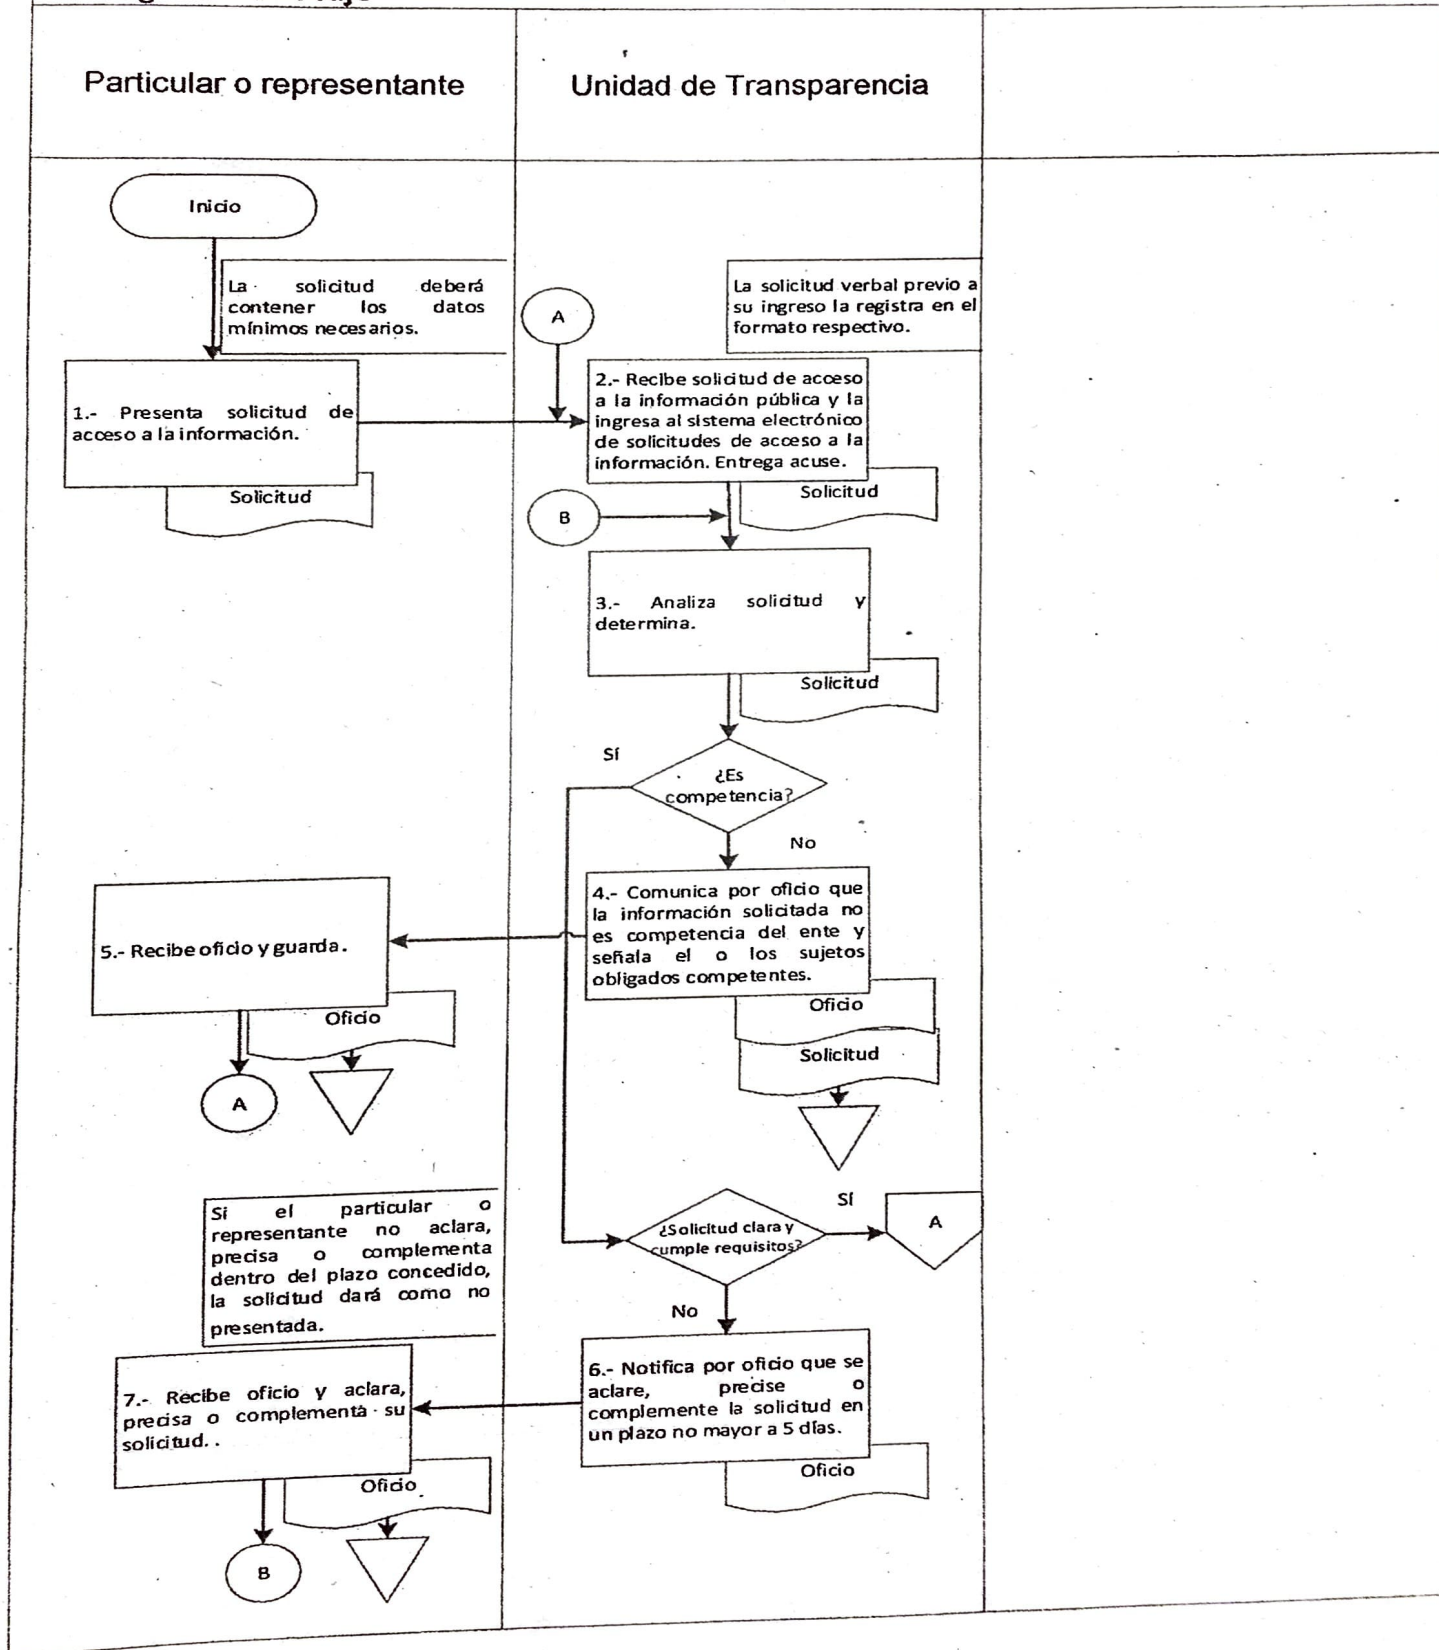 Particular o representante
Unidad de Transparencia
Inicio
La solicitud deberá
contener los datos
mínimos necesarios.
A
La solicitud verbal previo a
su ingreso la registra en el
formato respectivo.
1.- Presenta solicitud de
acceso a la información.
Solicitud
2.- Recibe solicitud de acceso
a la información pública y la
ingresa al sistema electrónico
de solicitudes de acceso a la
información. Entrega acuse.
Solicitud
B
3.- Analiza solicitud y
determina.
Solicitud
Sí
¿Es
competencia?
No
4.- Comunica por oficio que
la información solicitada no
es competencia del ente y
señala el o los sujetos
obligados competentes.
Oficio
Solicitud
5.- Recibe oficio y guarda.
Oficio
A
Si el particular o
representante no aclara,
precisa o complementa
dentro del plazo concedido,
la solicitud dará como no
presentada.
¿Solicitud clara y
cumple requisitos?
Sí
A
No
6.- Notifica por oficio que se
aclare, precise o
complemente la solicitud en
un plazo no mayor a 5 días.
Oficio
7.- Recibe oficio y aclara,
precisa o complementa su
solicitud. .
Oficio
B